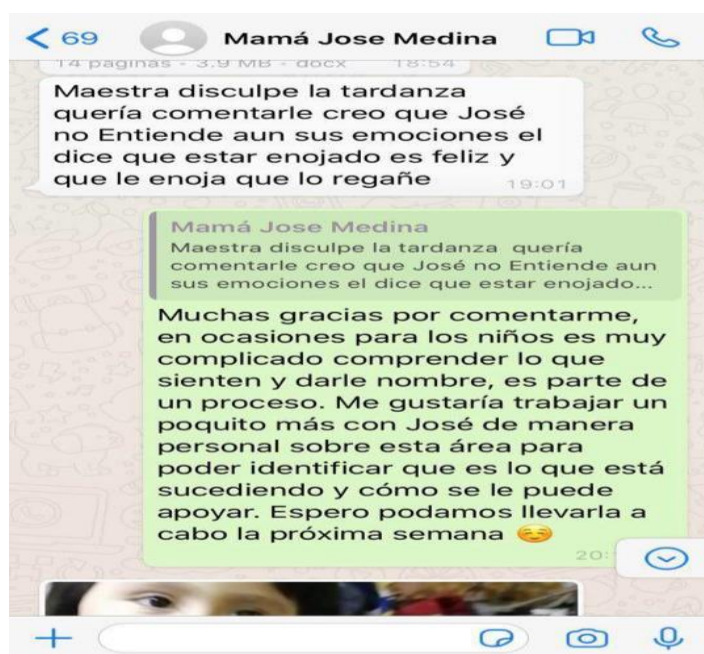 69
Mamá Jose Medina
14 paginas - 3.9 MB - docx 18:54
Maestra disculpe la tardanza
quería comentarle creo que José
no Entiende aun sus emociones el
dice que estar enojado es feliz y
que le enoja que lo regañe
19:01
Mamá Jose Medina
Maestra disculpe la tardanza quería
comentarle creo que José no Entiende aun
sus emociones el dice que estar enojado...
Muchas gracias por comentarme,
en ocasiones para los niños es muy
complicado comprender lo que
sienten y darle nombre, es parte de
un proceso. Me gustaría trabajar un
poquito más con José de manera
personal sobre esta área para
poder identificar que es lo que está
sucediendo y cómo se le puede
apoyar. Espero podamos llevarla a
cabo la próxima semana ☺️
20: